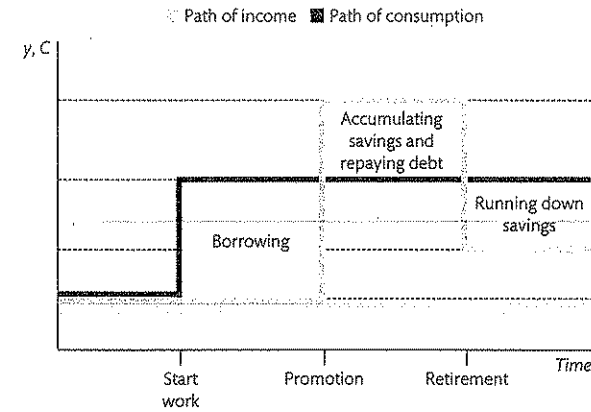 Path of income Path of consumption
y, C
Accumulating
savings and
repaying debt
Running down
savings
Borrowing
Time
Start
work
Promotion
Retirement